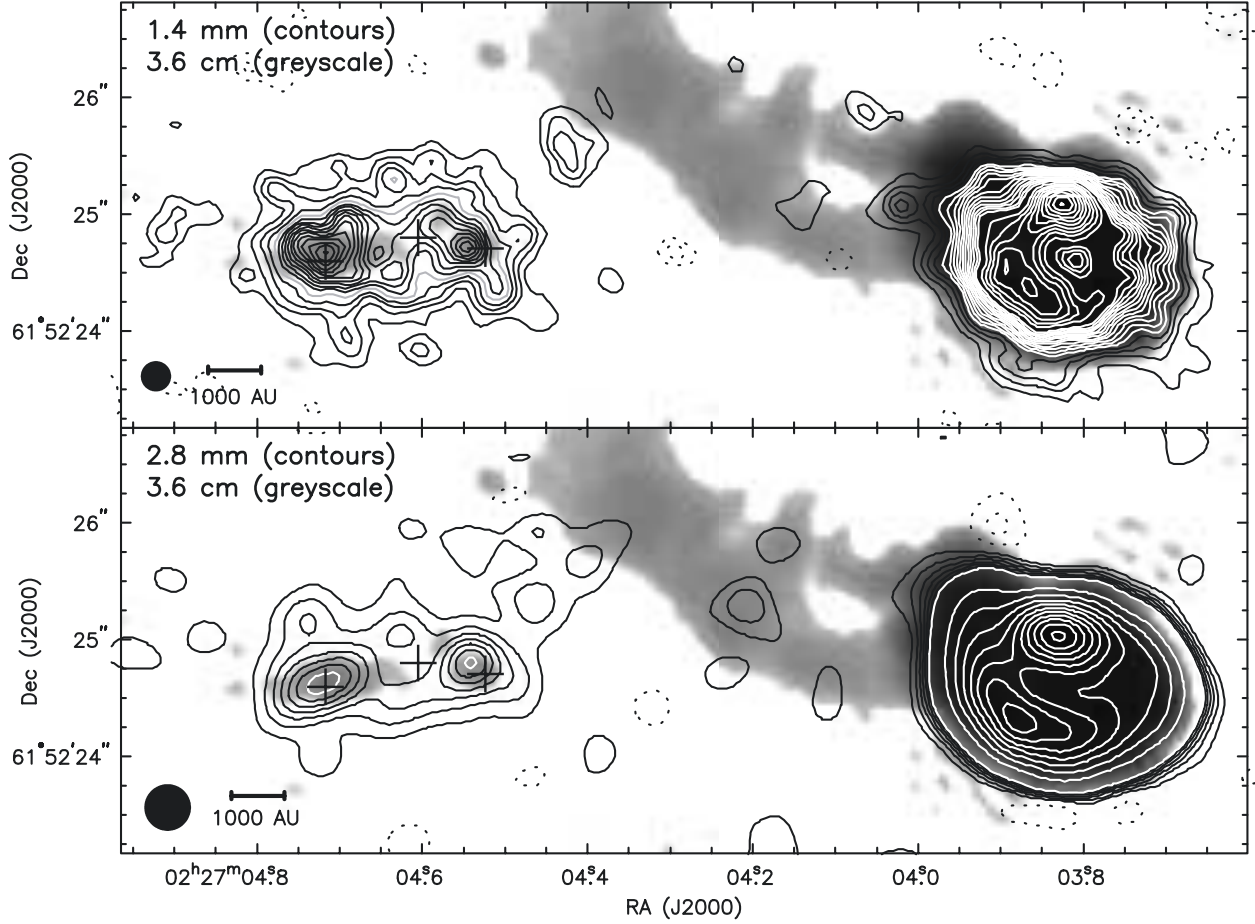 1.4 mm (contours)
3.6 cm (greyscale)
26"
25"
61°52'24"
Dec (J2000)
1000 AU
2.8 mm (contours)
3.6 cm (greyscale)
26"
25"
61°52'24"
Dec (J2000)
1000 AU
02ʰ27ᵐ04ˢ.8
04ˢ.6
04ˢ.4
04ˢ.2
04ˢ.0
03ˢ.8
RA (J2000)